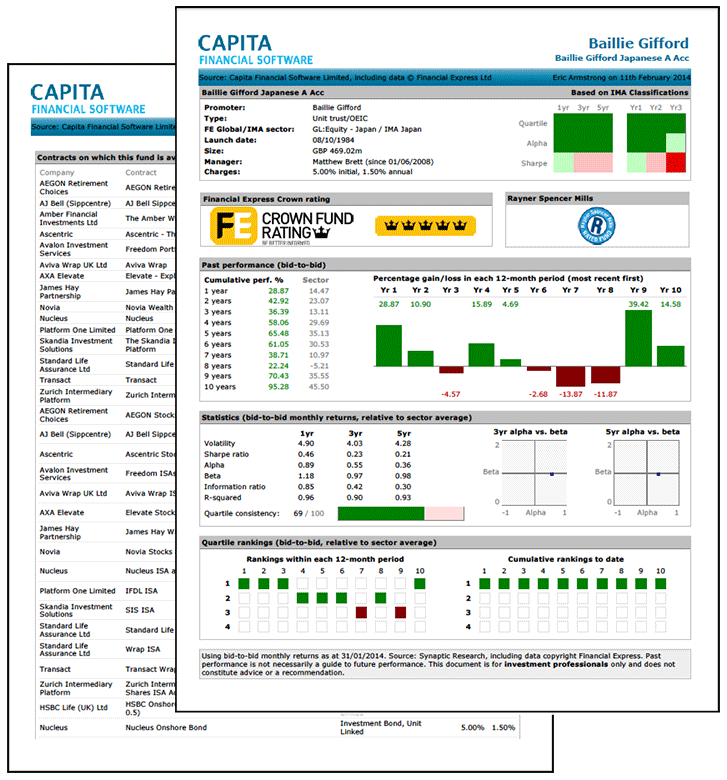 CAPITA
FINANCIAL SOFTWARE
Baillie Gifford
Baillie Gifford Japanese A Acc
Source: Capita Financial Software Limited, including data © Financial Express Ltd
Eric Armstrong on 11th February 2014
Baillie Gifford Japanese A Acc
Based on IMA Classifications
Promoter: Baillie Gifford
Type: Unit trust/OEIC
FE Global/IMA sector: GL:Equity - Japan / IMA Japan
Launch date: 08/10/1984
Size: GBP 469.02m
Manager: Matthew Brett (since 01/06/2008)
Charges: 5.00% initial, 1.50% annual
1yr 3yr 5yr Yr1 Yr2 Yr3
Quartile
Alpha
Sharpe
Financial Express Crown rating
FE CROWN FUND
RATING
BE BETTER INFORMED
Rayner Spencer Mills
RAYNER SPENCER MILLS
RATED FUND
Past performance (bid-to-bid)
Cumulative perf. % Sector
1 year 28.87 14.47
2 years 42.92 23.07
3 years 36.39 13.11
4 years 58.06 29.69
5 years 65.48 35.13
6 years 61.05 30.53
7 years 38.71 10.97
8 years 22.24 -5.21
9 years 70.43 35.55
10 years 95.28 45.50
Percentage gain/loss in each 12-month period (most recent first)
Yr 1 Yr 2 Yr 3 Yr 4 Yr 5 Yr 6 Yr 7 Yr 8 Yr 9 Yr 10
28.87 10.90 15.89 4.69 39.42 14.58
-4.57 -2.68 -13.87 -11.87
Statistics (bid-to-bid monthly returns, relative to sector average)
1yr 3yr 5yr
Volatility 4.90 4.03 4.28
Sharpe ratio 0.46 0.23 0.21
Alpha 0.89 0.55 0.36
Beta 1.18 0.97 0.98
Information ratio 0.85 0.42 0.30
R-squared 0.96 0.90 0.93
Quartile consistency: 69 / 100
3yr alpha vs. beta
2
Beta
0
-1 Alpha 1
5yr alpha vs. beta
2
Beta
0
-1 Alpha 1
Quartile rankings (bid-to-bid, relative to sector average)
Rankings within each 12-month period
1 2 3 4 5 6 7 8 9 10
1
2
3
4
Cumulative rankings to date
1 2 3 4 5 6 7 8 9 10
1
2
3
4
Using bid-to-bid monthly returns as at 31/01/2014. Source: Synaptic Research, including data copyright Financial Express. Past
performance is not necessarily a guide to future performance. This document is for investment professionals only and does not
constitute advice or a recommendation.
CAPITA
FINANCIAL SOFTWARE
Source: Capita Financial Software
Contracts on which this fund is
Company Contract
AEGON Retirement AEGON
Choices
AJ Bell (Sippcentre) AJ Bell
Amber Financial The Amber
Investments Ltd
Ascentric Ascentric -
Avalon Investment Freedom
Services
Aviva Wrap UK Ltd Aviva Wrap
AXA Elevate Elevate -
James Hay James Hay
Partnership
Novia Novia Wealth
Nucleus Nucleus
Platform One Limited Platform One
Skandia Investment The Skandia
Solutions Platform
Standard Life Standard Life
Assurance Ltd
Transact Transact
Zurich Intermediary Zurich
Platform
AEGON Retirement AEGON
Choices
AJ Bell (Sippcentre) AJ Bell
Ascentric Ascentric
Avalon Investment Freedom
Services
Aviva Wrap UK Ltd Aviva Wrap
AXA Elevate Elevate
James Hay James Hay
Partnership
Novia Novia Stocks
Nucleus Nucleus ISA
Platform One Limited IFDL ISA
Skandia Investment SIS ISA
Solutions
Standard Life Standard Life
Assurance Ltd
Standard Life Wrap ISA
Assurance Ltd
Transact Transact
Zurich Intermediary Zurich
Platform Shares ISA
HSBC Life (UK) Ltd HSBC
0.5)
Nucleus Nucleus Onshore Bond Investment Bond, Unit 5.00% 1.50%
Linked